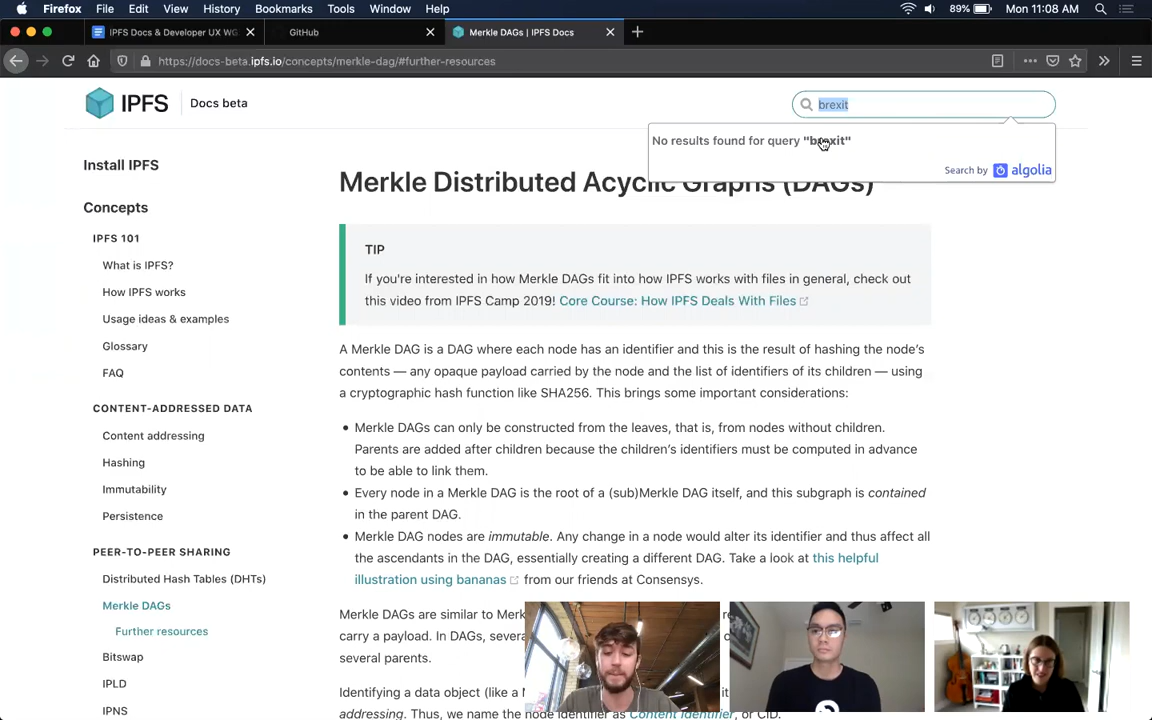 Firefox File Edit View History Bookmarks Tools Window Help 89% Mon 11:08 AM
IPFS Docs & Developer UX WG
GitHub
Merkle DAGs | IPFS Docs
https://docs-beta.ipfs.io/concepts/merkle-dag/#further-resources
IPFS Docs beta
brexit
No results found for query "brexit"
Search by algolia
Install IPFS
Concepts
IPFS 101
What is IPFS?
How IPFS works
Usage ideas & examples
Glossary
FAQ
CONTENT-ADDRESSED DATA
Content addressing
Hashing
Immutability
Persistence
PEER-TO-PEER SHARING
Distributed Hash Tables (DHTs)
Merkle DAGs
Further resources
Bitswap
IPLD
IPNS
Merkle Distributed Acyclic Graphs (DAGs)
TIP
If you're interested in how Merkle DAGs fit into how IPFS works with files in general, check out
this video from IPFS Camp 2019! Core Course: How IPFS Deals With Files
A Merkle DAG is a DAG where each node has an identifier and this is the result of hashing the node's
contents — any opaque payload carried by the node and the list of identifiers of its children — using
a cryptographic hash function like SHA256. This brings some important considerations:
• Merkle DAGs can only be constructed from the leaves, that is, from nodes without children.
Parents are added after children because the children's identifiers must be computed in advance
to be able to link them.
• Every node in a Merkle DAG is the root of a (sub)Merkle DAG itself, and this subgraph is contained
in the parent DAG.
• Merkle DAG nodes are immutable. Any change in a node would alter its identifier and thus affect all
the ascendants in the DAG, essentially creating a different DAG. Take a look at this helpful
illustration using bananas from our friends at Consensys.
Merkle DAGs are similar to Merk
carry a payload. In DAGs, severa
several parents.
Identifying a data object (like a M
it
addressing. Thus, we name the node identifier as Content Identifier, or CID.